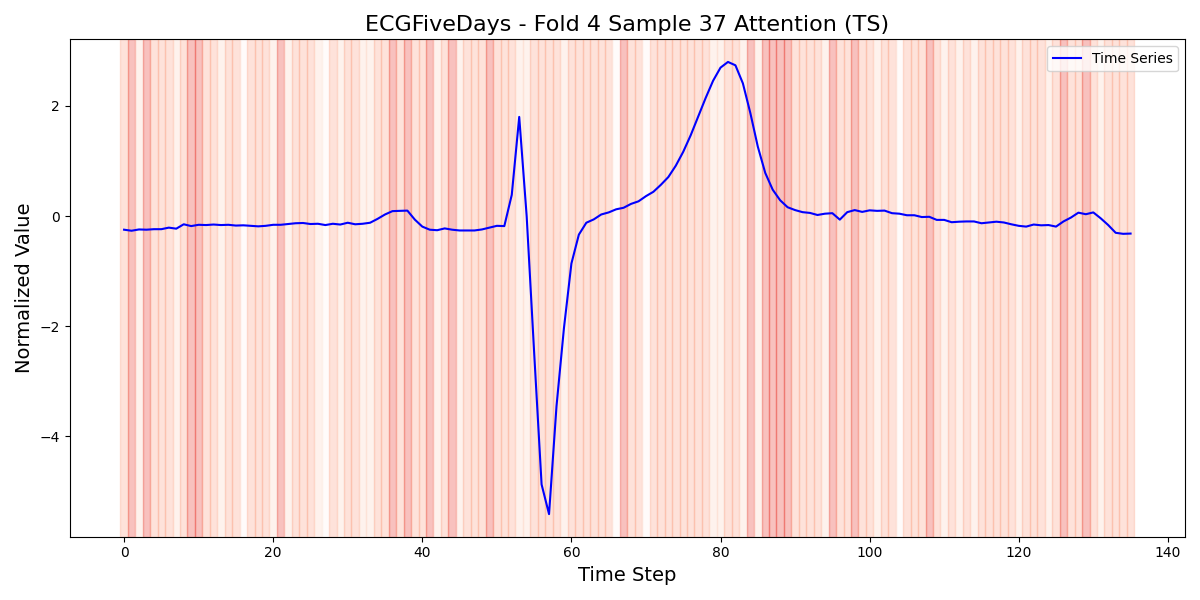 ECGFiveDays - Fold 4 Sample 37 Attention (TS)
Time Series
Normalized Value
2
0
−2
−4
0 20 40 60 80 100 120 140
Time Step